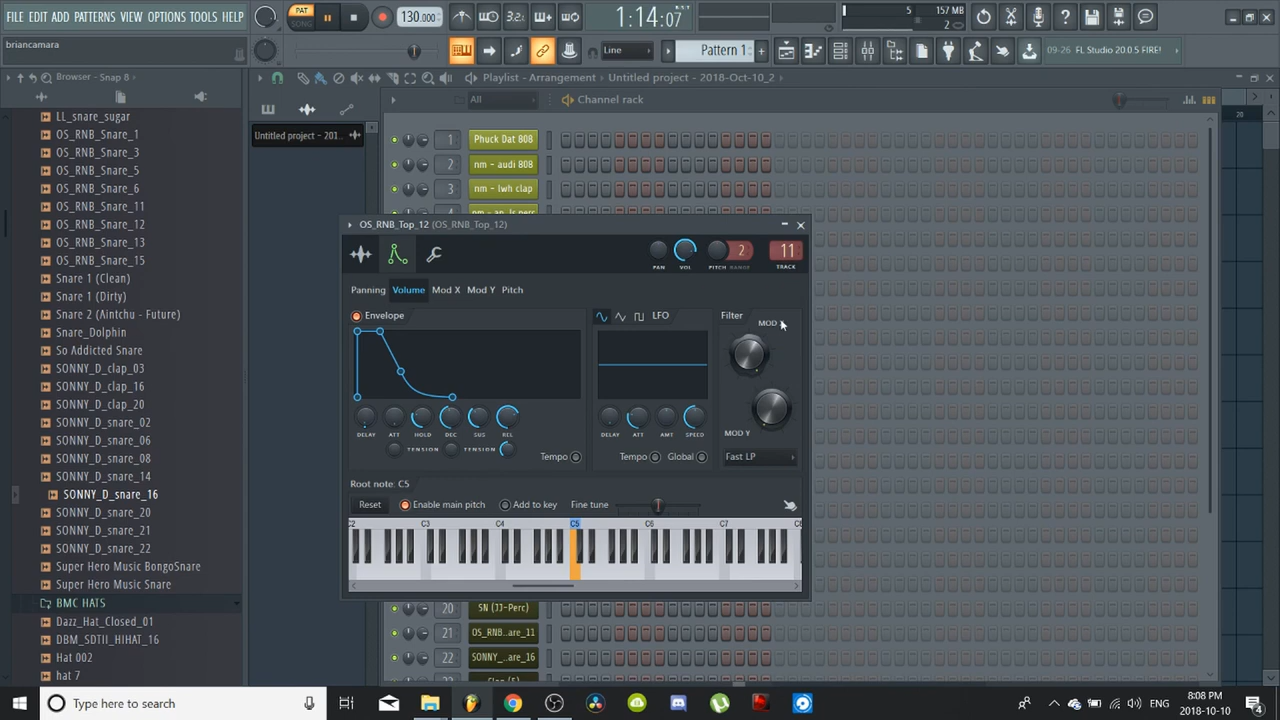 FILE EDIT ADD PATTERNS VIEW OPTIONS TOOLS HELP
PAT
SONG
130.000
3.2.
1:14:07
5
157 MB
2
briancamara
Line
Pattern 1
09-26 FL Studio 20.0.5 FIRE!
Browser - Snap 8
Playlist - Arrangement
Untitled project - 2018-Oct-10_2
All
Channel rack
20
Untitled project - 201..
LL_snare_sugar
OS_RNB_Snare_1
OS_RNB_Snare_3
OS_RNB_Snare_5
OS_RNB_Snare_6
OS_RNB_Snare_11
OS_RNB_Snare_12
OS_RNB_Snare_13
OS_RNB_Snare_15
Snare 1 (Clean)
Snare 1 (Dirty)
Snare 2 (Aintchu - Future)
Snare_Dolphin
So Addicted Snare
SONNY_D_clap_03
SONNY_D_clap_16
SONNY_D_clap_20
SONNY_D_snare_02
SONNY_D_snare_06
SONNY_D_snare_08
SONNY_D_snare_14
SONNY_D_snare_16
SONNY_D_snare_20
SONNY_D_snare_21
SONNY_D_snare_22
Super Hero Music BongoSnare
Super Hero Music Snare
BMC HATS
Dazz_Hat_Closed_01
DBM_SDTII_HIHAT_16
Hat 002
hat 7
1 Phuck Dat 808
2 nm - audi 808
3 nm - lwh clap
OS_RNB_Top_12 (OS_RNB_Top_12)
2
11
PAN VOL PITCH RANGE TRACK
Panning Volume Mod X Mod Y Pitch
Envelope
LFO
Filter
MOD
DELAY ATT HOLD DEC SUS REL
TENSION TENSION
Tempo
DELAY ATT AMT SPEED
Tempo Global
MOD Y
Fast LP
Root note: C5
Reset
Enable main pitch
Add to key
Fine tune
C2 C3 C4 C5 C6 C7
20 SN (JJ-Perc)
21 OS_RNB..are_11
22 SONNY_..are_16
Type here to search
ENG
8:08 PM
2018-10-10
4